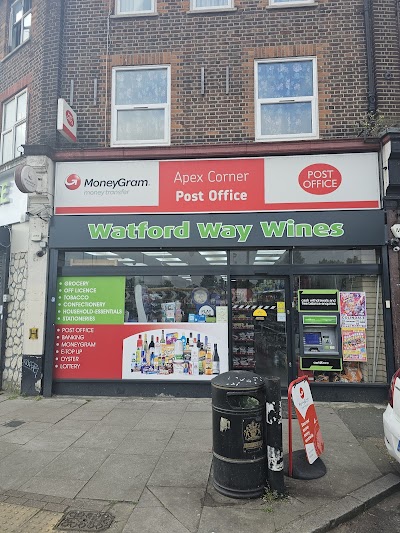 MoneyGram
money transfer
Apex Corner
Post Office
POST
OFFICE
Watford Way Wines
GROCERY
OFF LICENCE
TOBACCO
CONFECTIONERY
HOUSEHOLD ESSENTIALS
STATIONERIES
POST OFFICE
BANKING
MONEYGRAM
E-TOP UP
OYSTER
LOTTERY